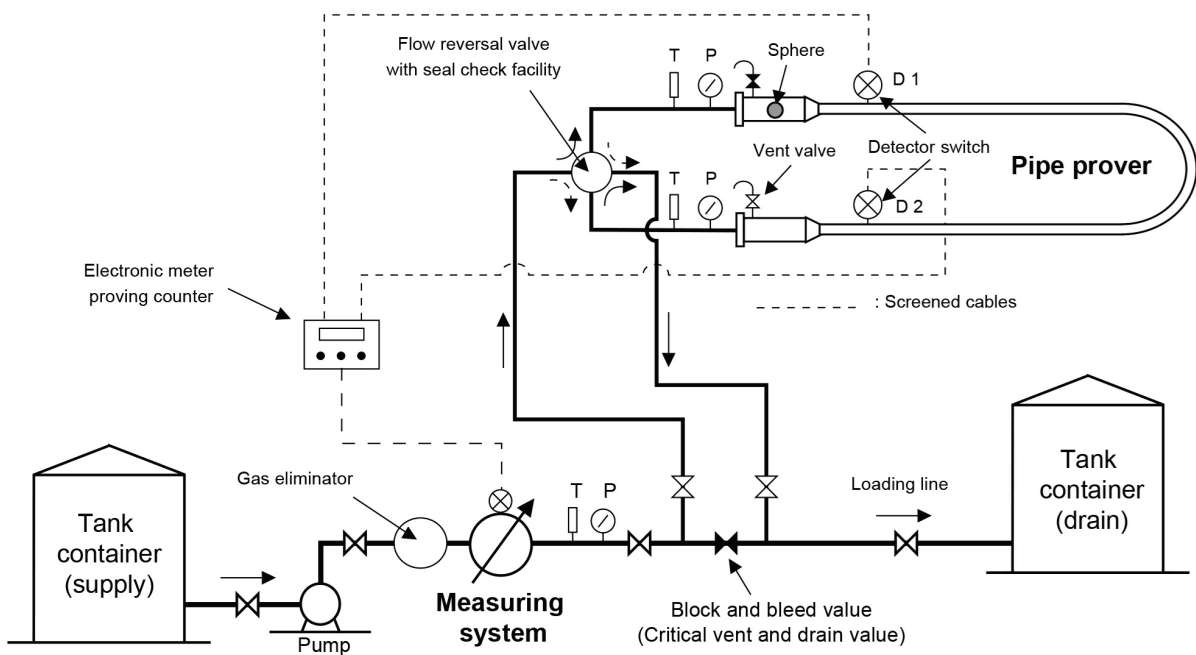 Flow reversal valve
with seal check facility
T
P
Sphere
D 1
Vent valve
Detector switch
Pipe prover
T
P
D 2
Electronic meter
proving counter
: Screened cables
Tank
container
(supply)
Gas eliminator
T
P
Loading line
Tank
container
(drain)
Pump
Measuring
system
Block and bleed value
(Critical vent and drain value)